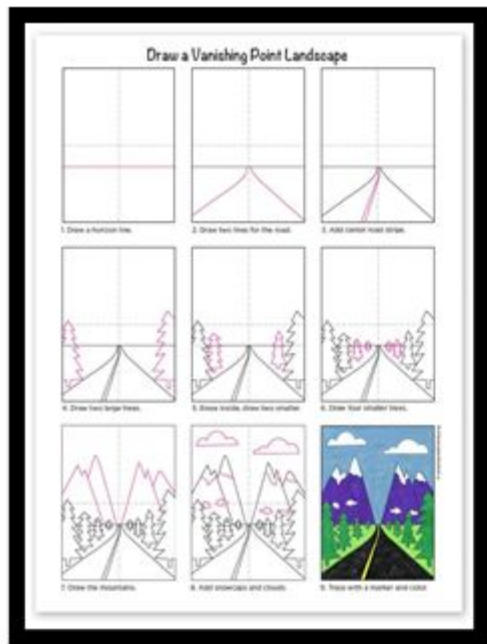 Draw a Vanishing Point Landscape
1. Draw a horizon line.
2. Draw two lines for the road.
3. Add center road stripe.
4. Draw two large trees.
5. Draw inside, draw two smaller.
6. Draw four smaller trees.
7. Draw the mountains.
8. Add snowcaps and clouds.
9. Trace with a marker and color.